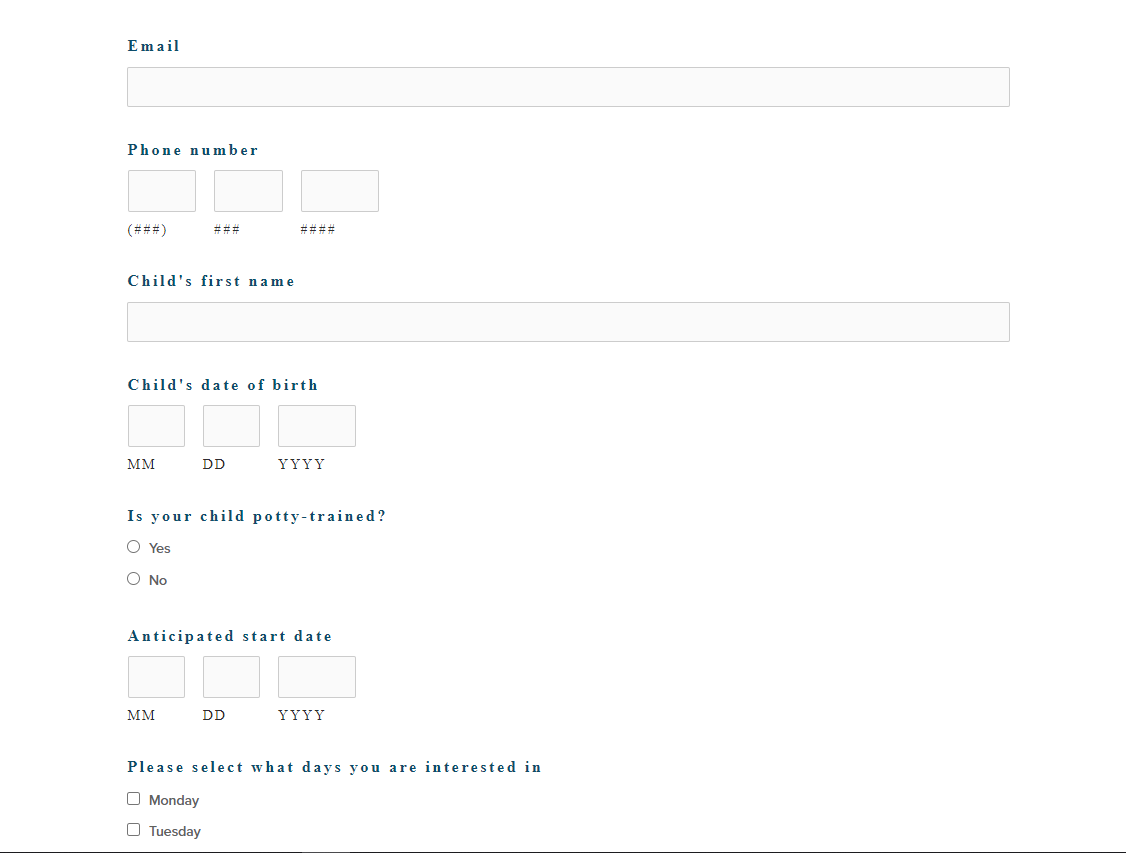 Email
Phone number
(###) ### ####
Child's first name
Child's date of birth
MM DD YYYY
Is your child potty-trained?
Yes
No
Anticipated start date
MM DD YYYY
Please select what days you are interested in
Monday
Tuesday